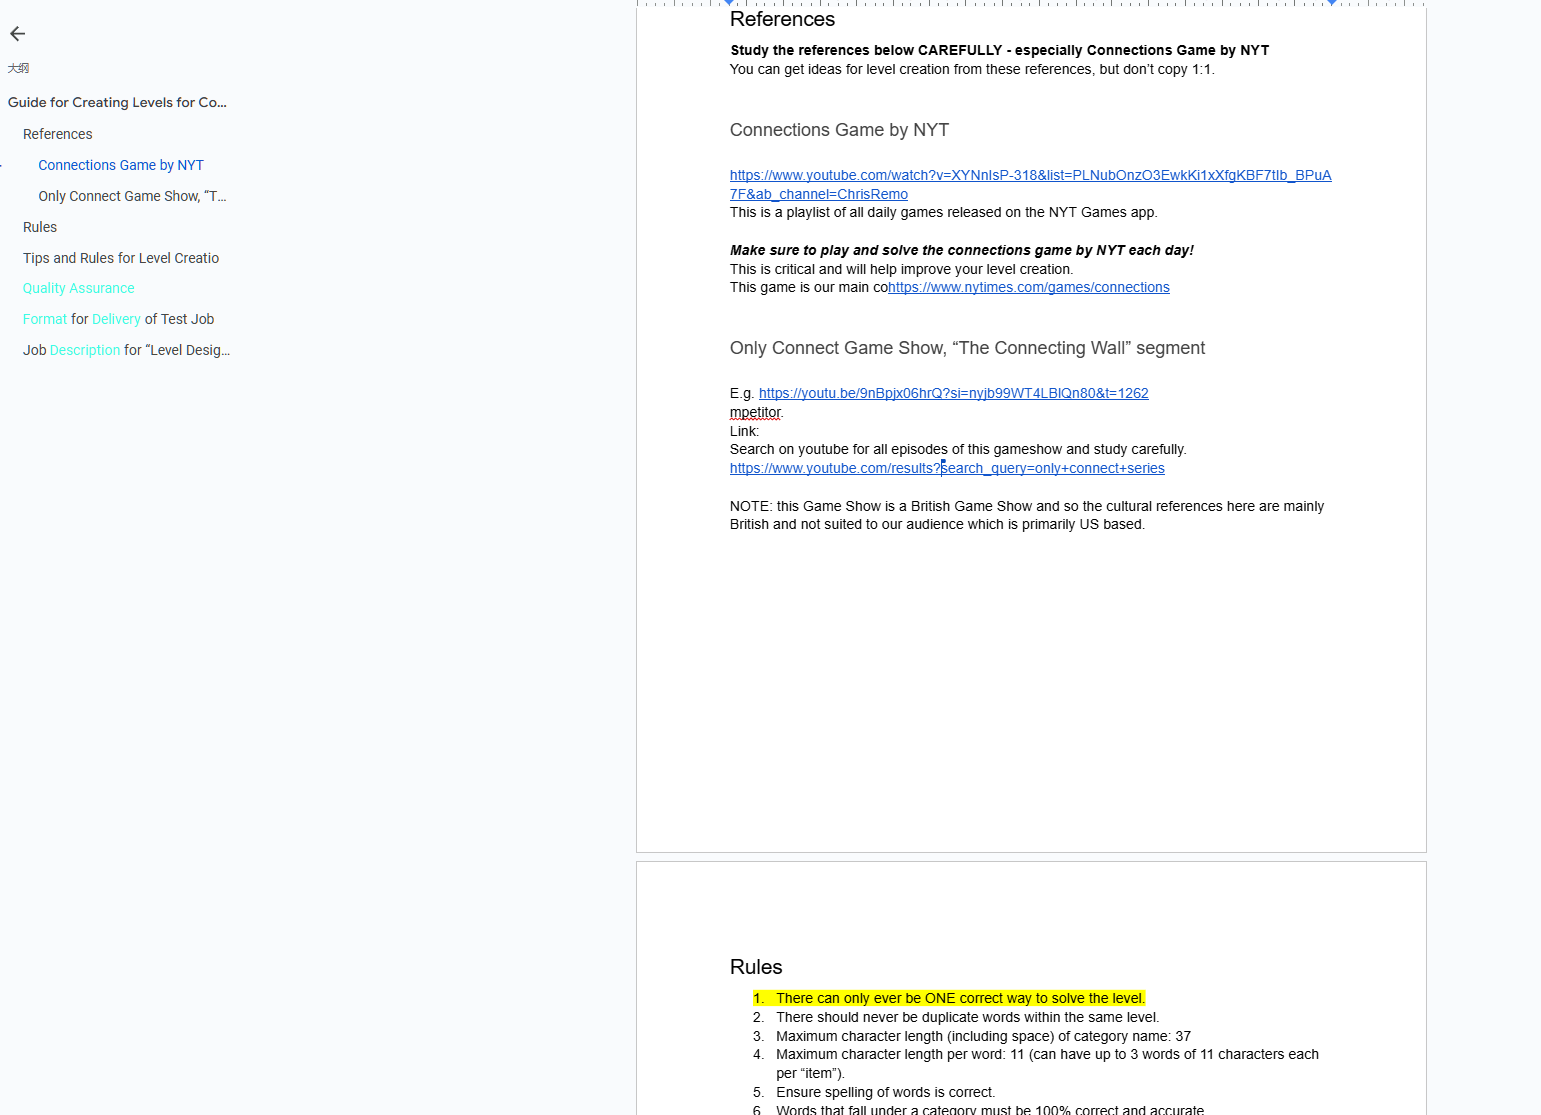 大纲
Guide for Creating Levels for Co...
References
Connections Game by NYT
Only Connect Game Show, “T...
Rules
Tips and Rules for Level Creatio
Quality Assurance
Format for Delivery of Test Job
Job Description for “Level Desig...
References
Study the references below CAREFULLY - especially Connections Game by NYT
You can get ideas for level creation from these references, but don’t copy 1:1.
Connections Game by NYT
https://www.youtube.com/watch?v=XYNnIsP-318&list=PLNubOnzO3EwkKi1xXfgKBF7tIb_BPuA
7F&ab_channel=ChrisRemo
This is a playlist of all daily games released on the NYT Games app.
Make sure to play and solve the connections game by NYT each day!
This is critical and will help improve your level creation.
This game is our main cohttps://www.nytimes.com/games/connections
Only Connect Game Show, “The Connecting Wall” segment
E.g. https://youtu.be/9nBpjx06hrQ?si=nyjb99WT4LBlQn80&t=1262
mpetitor.
Link:
Search on youtube for all episodes of this gameshow and study carefully.
https://www.youtube.com/results?search_query=only+connect+series
NOTE: this Game Show is a British Game Show and so the cultural references here are mainly
British and not suited to our audience which is primarily US based.
Rules
1. There can only ever be ONE correct way to solve the level.
2. There should never be duplicate words within the same level.
3. Maximum character length (including space) of category name: 37
4. Maximum character length per word: 11 (can have up to 3 words of 11 characters each
per “item”).
5. Ensure spelling of words is correct.
6. Words that fall under a category must be 100% correct and accurate